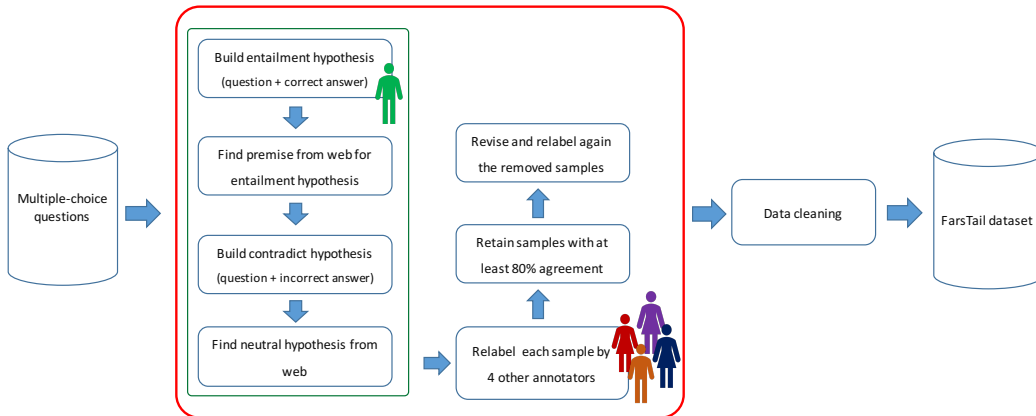 Multiple-choice
questions
Build entailment hypothesis
(question + correct answer)
Find premise from web for
entailment hypothesis
Build contradict hypothesis
(question + incorrect answer)
Find neutral hypothesis from
web
Relabel each sample by
4 other annotators
Retain samples with at
least 80% agreement
Revise and relabel again
the removed samples
Data cleaning
FarsTail dataset